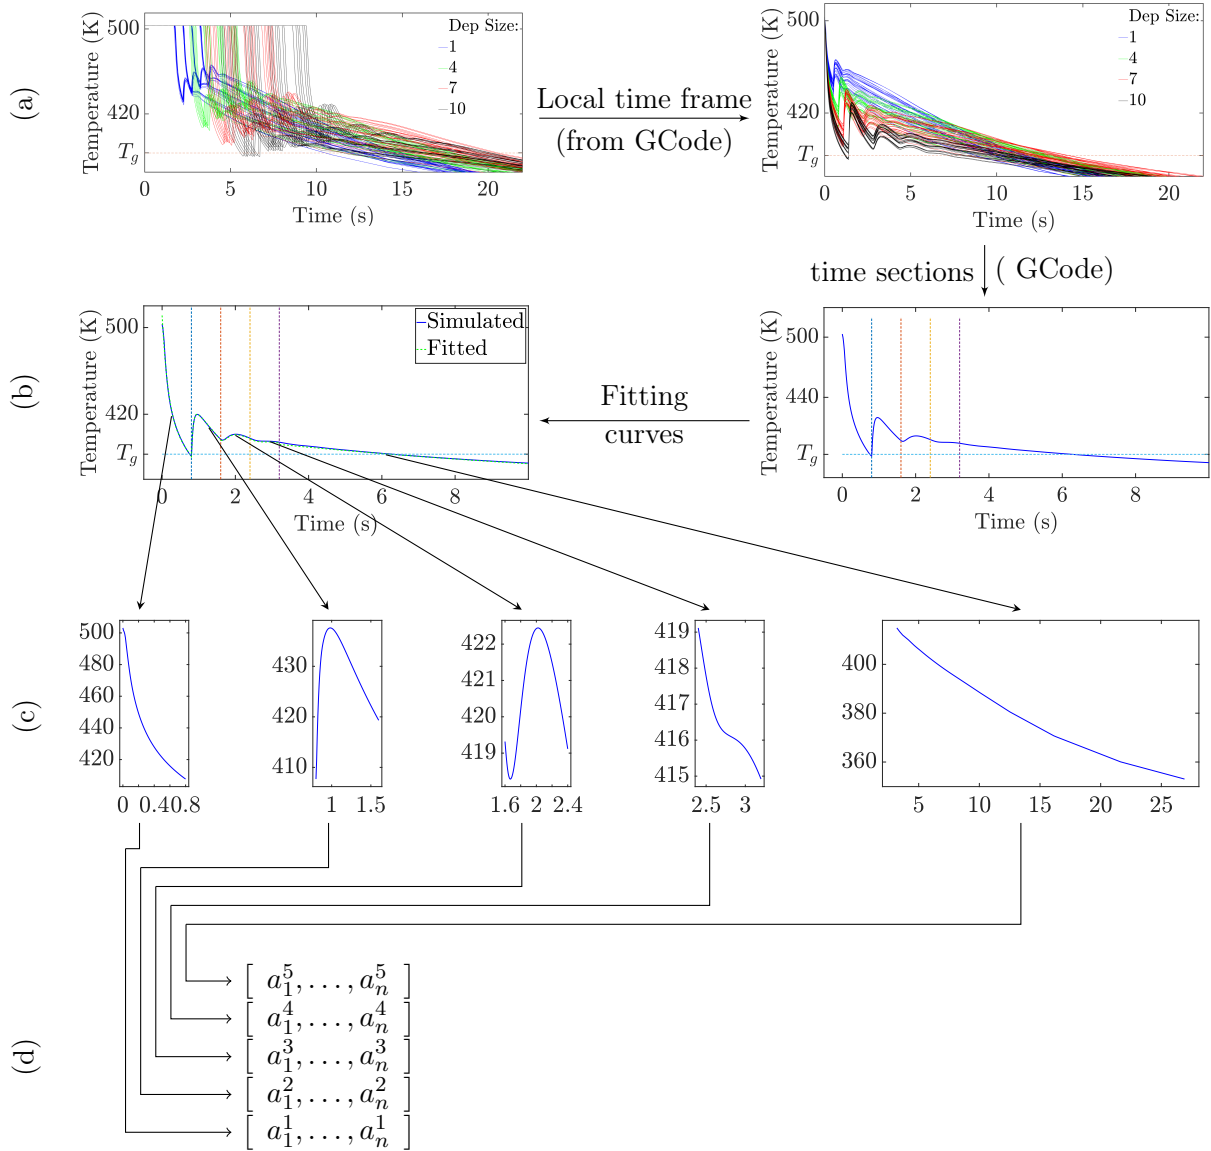 (a)
Temperature (K)
500
420
T_g
0 5 10 15 20
Time (s)
Dep Size:
1
4
7
10
Local time frame
(from GCode)
Temperature (K)
500
420
T_g
0 5 10 15 20
Time (s)
Dep Size:
1
4
7
10
time sections ( GCode)
(b)
Temperature (K)
500
420
T_g
0 2 4 6 8
Time (s)
Simulated
Fitted
Fitting
curves
Temperature (K)
500
440
T_g
0 2 4 6 8
Time (s)
(c)
500
480
460
440
420
0 0.4 0.8
430
420
410
1 1.5
422
421
420
419
1.6 2 2.4
419
418
417
416
415
2.5 3
400
380
360
5 10 15 20 25
(d)
[ a_1^5, ..., a_n^5 ]
[ a_1^4, ..., a_n^4 ]
[ a_1^3, ..., a_n^3 ]
[ a_1^2, ..., a_n^2 ]
[ a_1^1, ..., a_n^1 ]